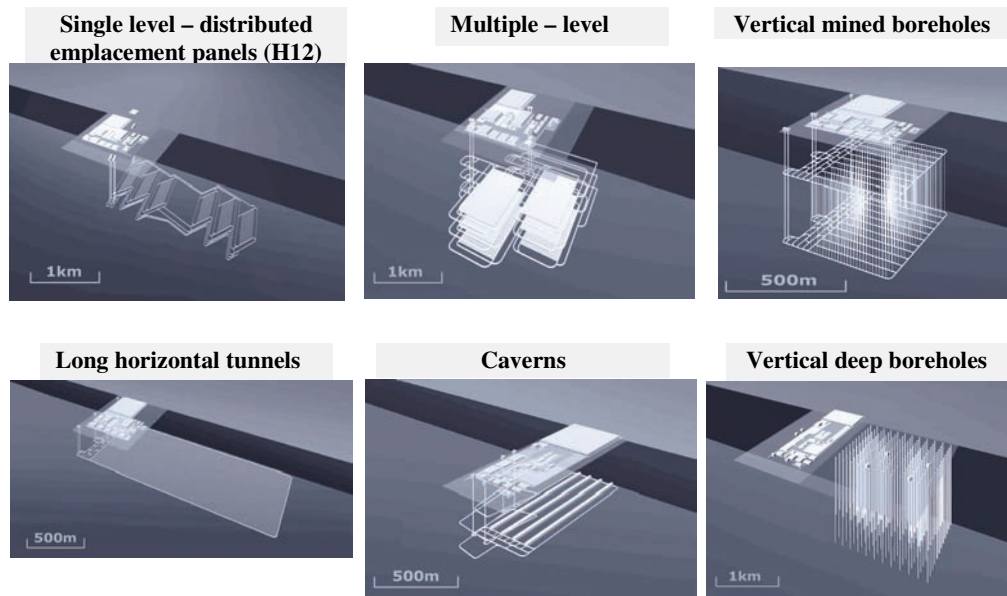 Single level – distributed
emplacement panels (H12)
Multiple – level
Vertical mined boreholes
1km
1km
500m
Long horizontal tunnels
Caverns
Vertical deep boreholes
500m
500m
1km